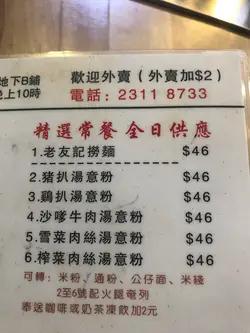 地下B鋪
晚上10時
歡迎外賣（外賣加$2）
電話：2311 8733
精選常餐 全日供應
1.老友記撈麵 $46
2.豬扒湯意粉 $46
3.鷄扒湯意粉 $46
4.沙嗲牛肉湯意粉 $46
5.雪菜肉絲湯意粉 $46
6.榨菜肉絲湯意粉 $46
可轉：米粉、通粉、公仔面、米綫
2至6號配火腿奄列
奉送咖啡或奶茶凍飲加2元